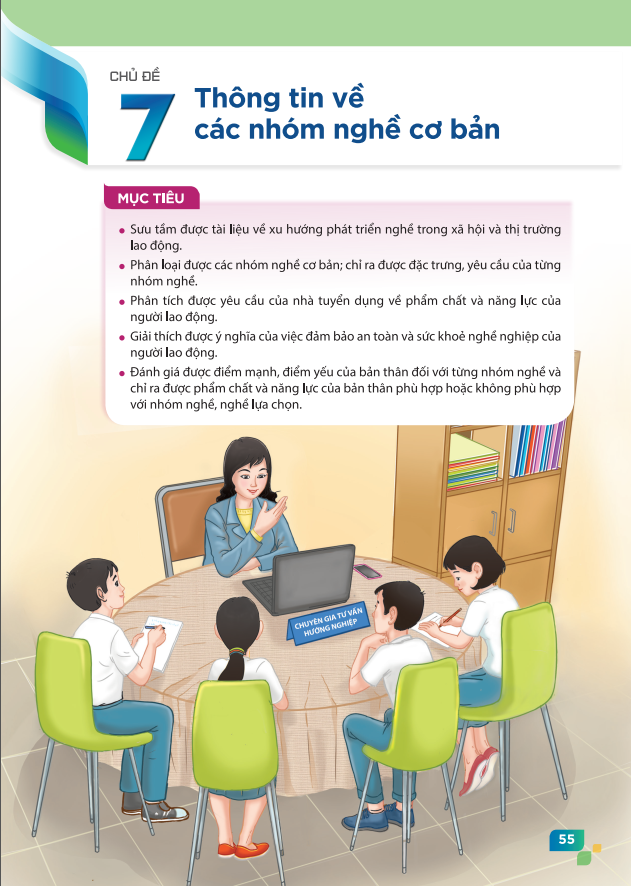 CHỦ ĐỀ
7
Thông tin về
các nhóm nghề cơ bản
MỤC TIÊU
• Sưu tầm được tài liệu về xu hướng phát triển nghề trong xã hội và thị trường
lao động.
• Phân loại được các nhóm nghề cơ bản; chỉ ra được đặc trưng, yêu cầu của từng
nhóm nghề.
• Phân tích được yêu cầu của nhà tuyển dụng về phẩm chất và năng lực của
người lao động.
• Giải thích được ý nghĩa của việc đảm bảo an toàn và sức khoẻ nghề nghiệp của
người lao động.
• Đánh giá được điểm mạnh, điểm yếu của bản thân đối với từng nhóm nghề và
chỉ ra được phẩm chất và năng lực của bản thân phù hợp hoặc không phù hợp
với nhóm nghề, nghề lựa chọn.
CHUYÊN GIA TƯ VẤN
HƯỚNG NGHIỆP
55